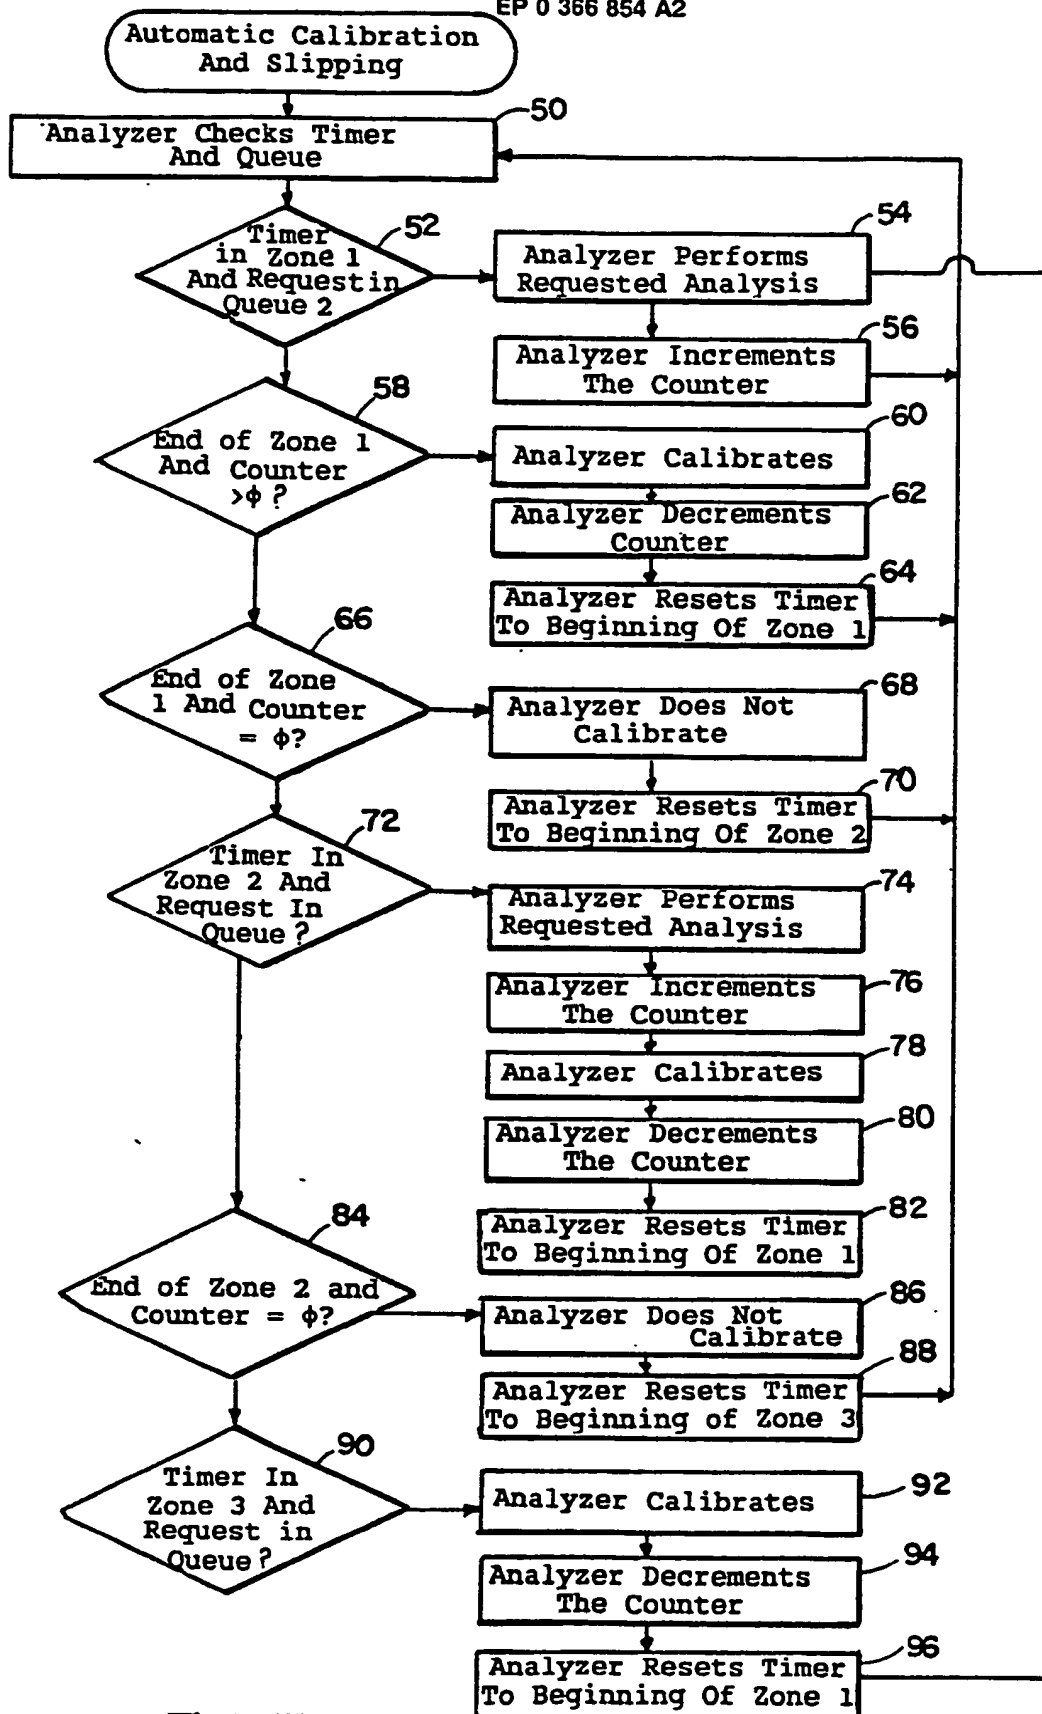 EP 0 366 854 A2
Automatic Calibration
And Slipping
50
Analyzer Checks Timer
And Queue
52
Timer
in Zone 1
And Request in
Queue 2
54
Analyzer Performs
Requested Analysis
56
Analyzer Increments
The Counter
58
End of Zone 1
And Counter
>ϕ ?
60
Analyzer Calibrates
62
Analyzer Decrements
Counter
64
Analyzer Resets Timer
To Beginning Of Zone 1
66
End of Zone
1 And Counter
= ϕ?
68
Analyzer Does Not
Calibrate
70
Analyzer Resets Timer
To Beginning Of Zone 2
72
Timer In
Zone 2 And
Request In
Queue ?
74
Analyzer Performs
Requested Analysis
76
Analyzer Increments
The Counter
78
Analyzer Calibrates
80
Analyzer Decrements
The Counter
82
Analyzer Resets Timer
To Beginning Of Zone 1
84
End of Zone 2 and
Counter = ϕ?
86
Analyzer Does Not
Calibrate
88
Analyzer Resets Timer
To Beginning of Zone 3
90
Timer In
Zone 3 And
Request in
Queue ?
92
Analyzer Calibrates
94
Analyzer Decrements
The Counter
96
Analyzer Resets Timer
To Beginning Of Zone 1